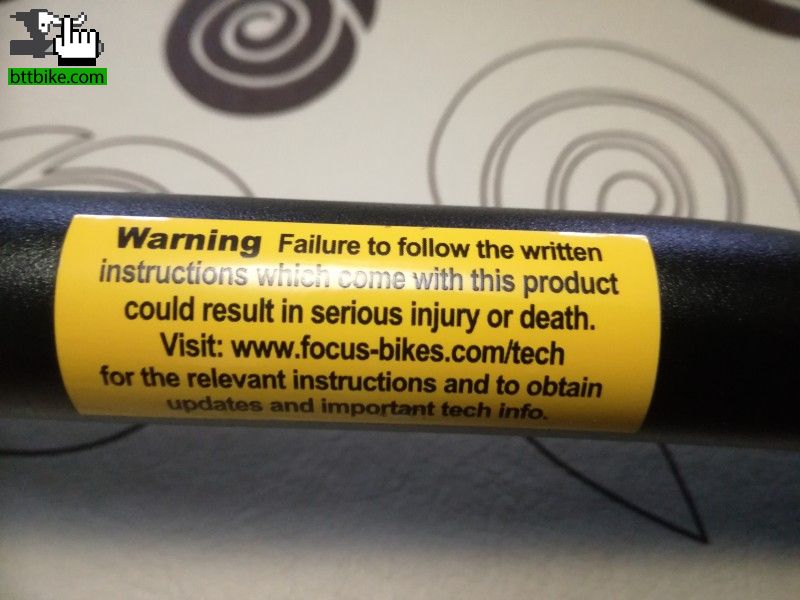 bttbike.com
Warning Failure to follow the written
instructions which come with this product
could result in serious injury or death.
Visit: www.focus-bikes.com/tech
for the relevant instructions and to obtain
updates and important tech info.